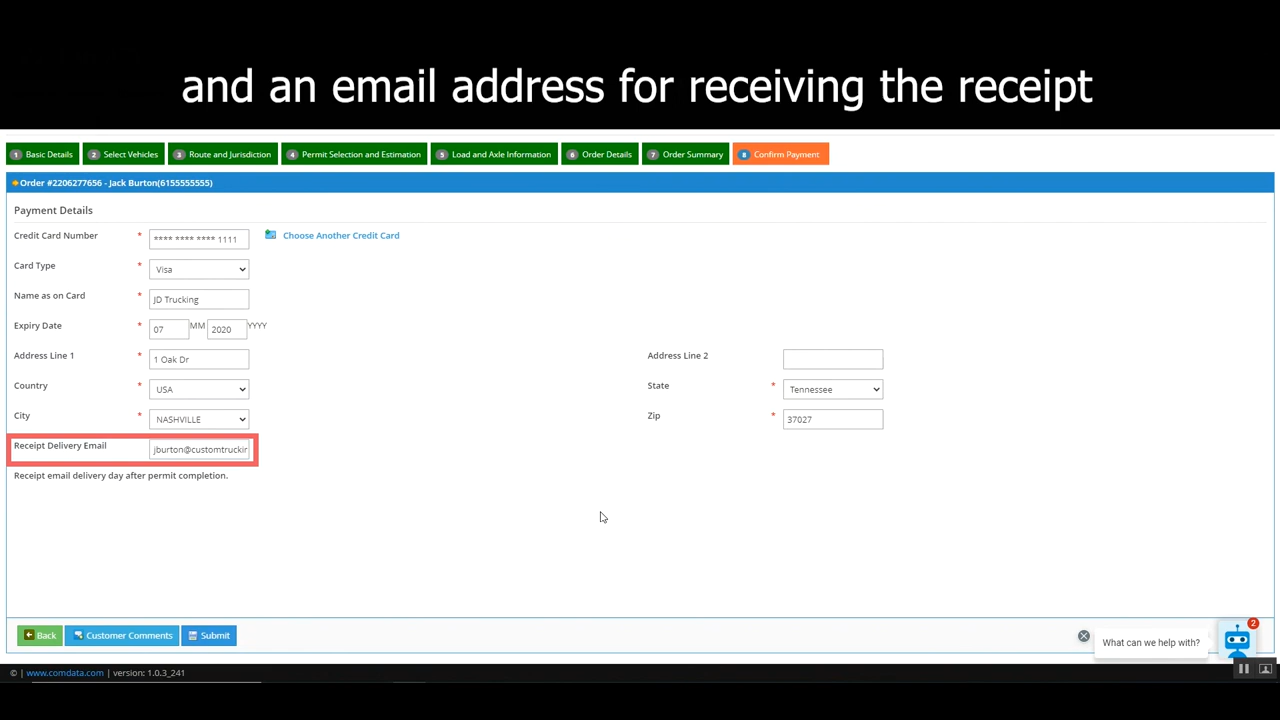 and an email address for receiving the receipt
1 Basic Details 2 Select Vehicles 3 Route and Jurisdiction 4 Permit Selection and Estimation 5 Load and Axle Information 6 Order Details 7 Order Summary 8 Confirm Payment
Order #2206277656 - Jack Burton(6155555555)
Payment Details
Credit Card Number * **** **** **** 1111 Choose Another Credit Card
Card Type * Visa
Name as on Card * JD Trucking
Expiry Date * 07 MM 2020 YYYY
Address Line 1 * 1 Oak Dr Address Line 2
Country * USA State * Tennessee
City * NASHVILLE Zip * 37027
Receipt Delivery Email jburton@customtruckir
Receipt email delivery day after permit completion.
Back Customer Comments Submit
What can we help with? 2
© | www.comdata.com | version: 1.0.3_241